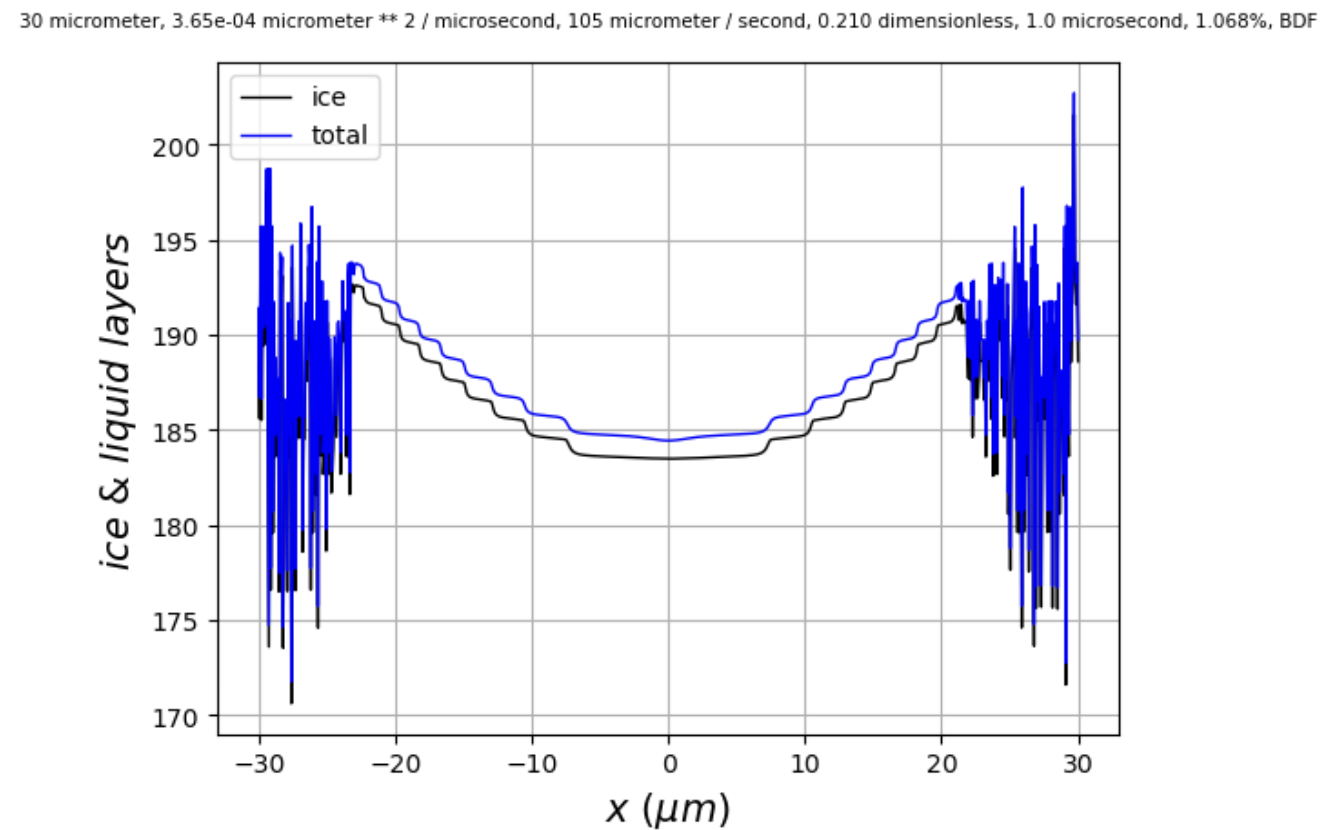 30 micrometer, 3.65e-04 micrometer ** 2 / microsecond, 105 micrometer / second, 0.210 dimensionless, 1.0 microsecond, 1.068%, BDF
ice
total
200
195
190
185
180
175
170
ice & liquid layers
−30 −20 −10 0 10 20 30
x (μm)